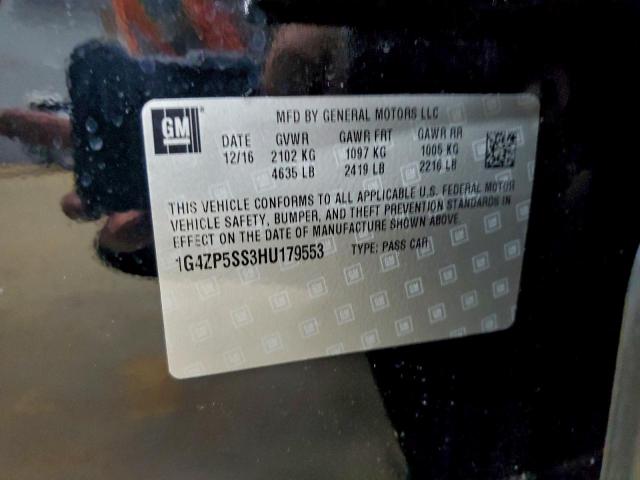 GM
MFD BY GENERAL MOTORS LLC
DATE GVWR GAWR FRT GAWR RR
12/16 2102 KG 1097 KG 1005 KG
4635 LB 2419 LB 2216 LB
THIS VEHICLE CONFORMS TO ALL APPLICABLE U.S. FEDERAL MOTOR
VEHICLE SAFETY, BUMPER, AND THEFT PREVENTION STANDARDS IN
EFFECT ON THE DATE OF MANUFACTURE SHOWN ABOVE.
1G4ZP5SS3HU179553 TYPE: PASS CAR